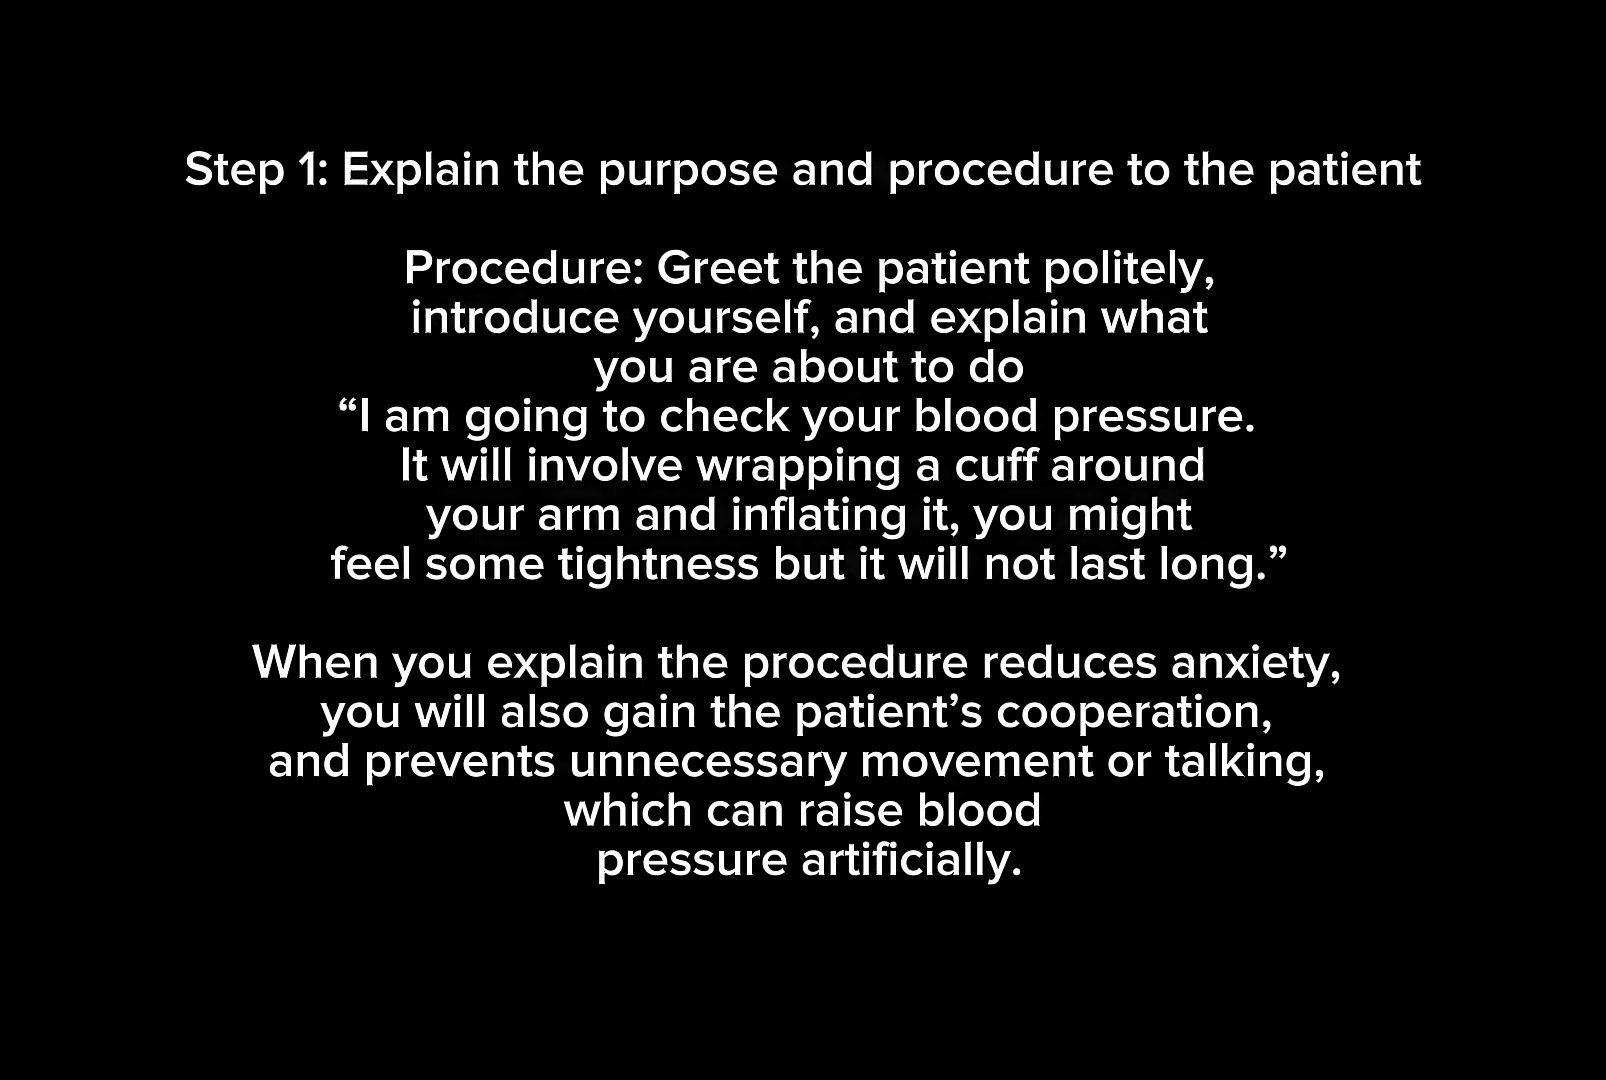 Step 1: Explain the purpose and procedure to the patient
Procedure: Greet the patient politely,
introduce yourself, and explain what
you are about to do
“I am going to check your blood pressure.
It will involve wrapping a cuff around
your arm and inflating it, you might
feel some tightness but it will not last long.”
When you explain the procedure reduces anxiety,
you will also gain the patient’s cooperation,
and prevents unnecessary movement or talking,
which can raise blood
pressure artificially.